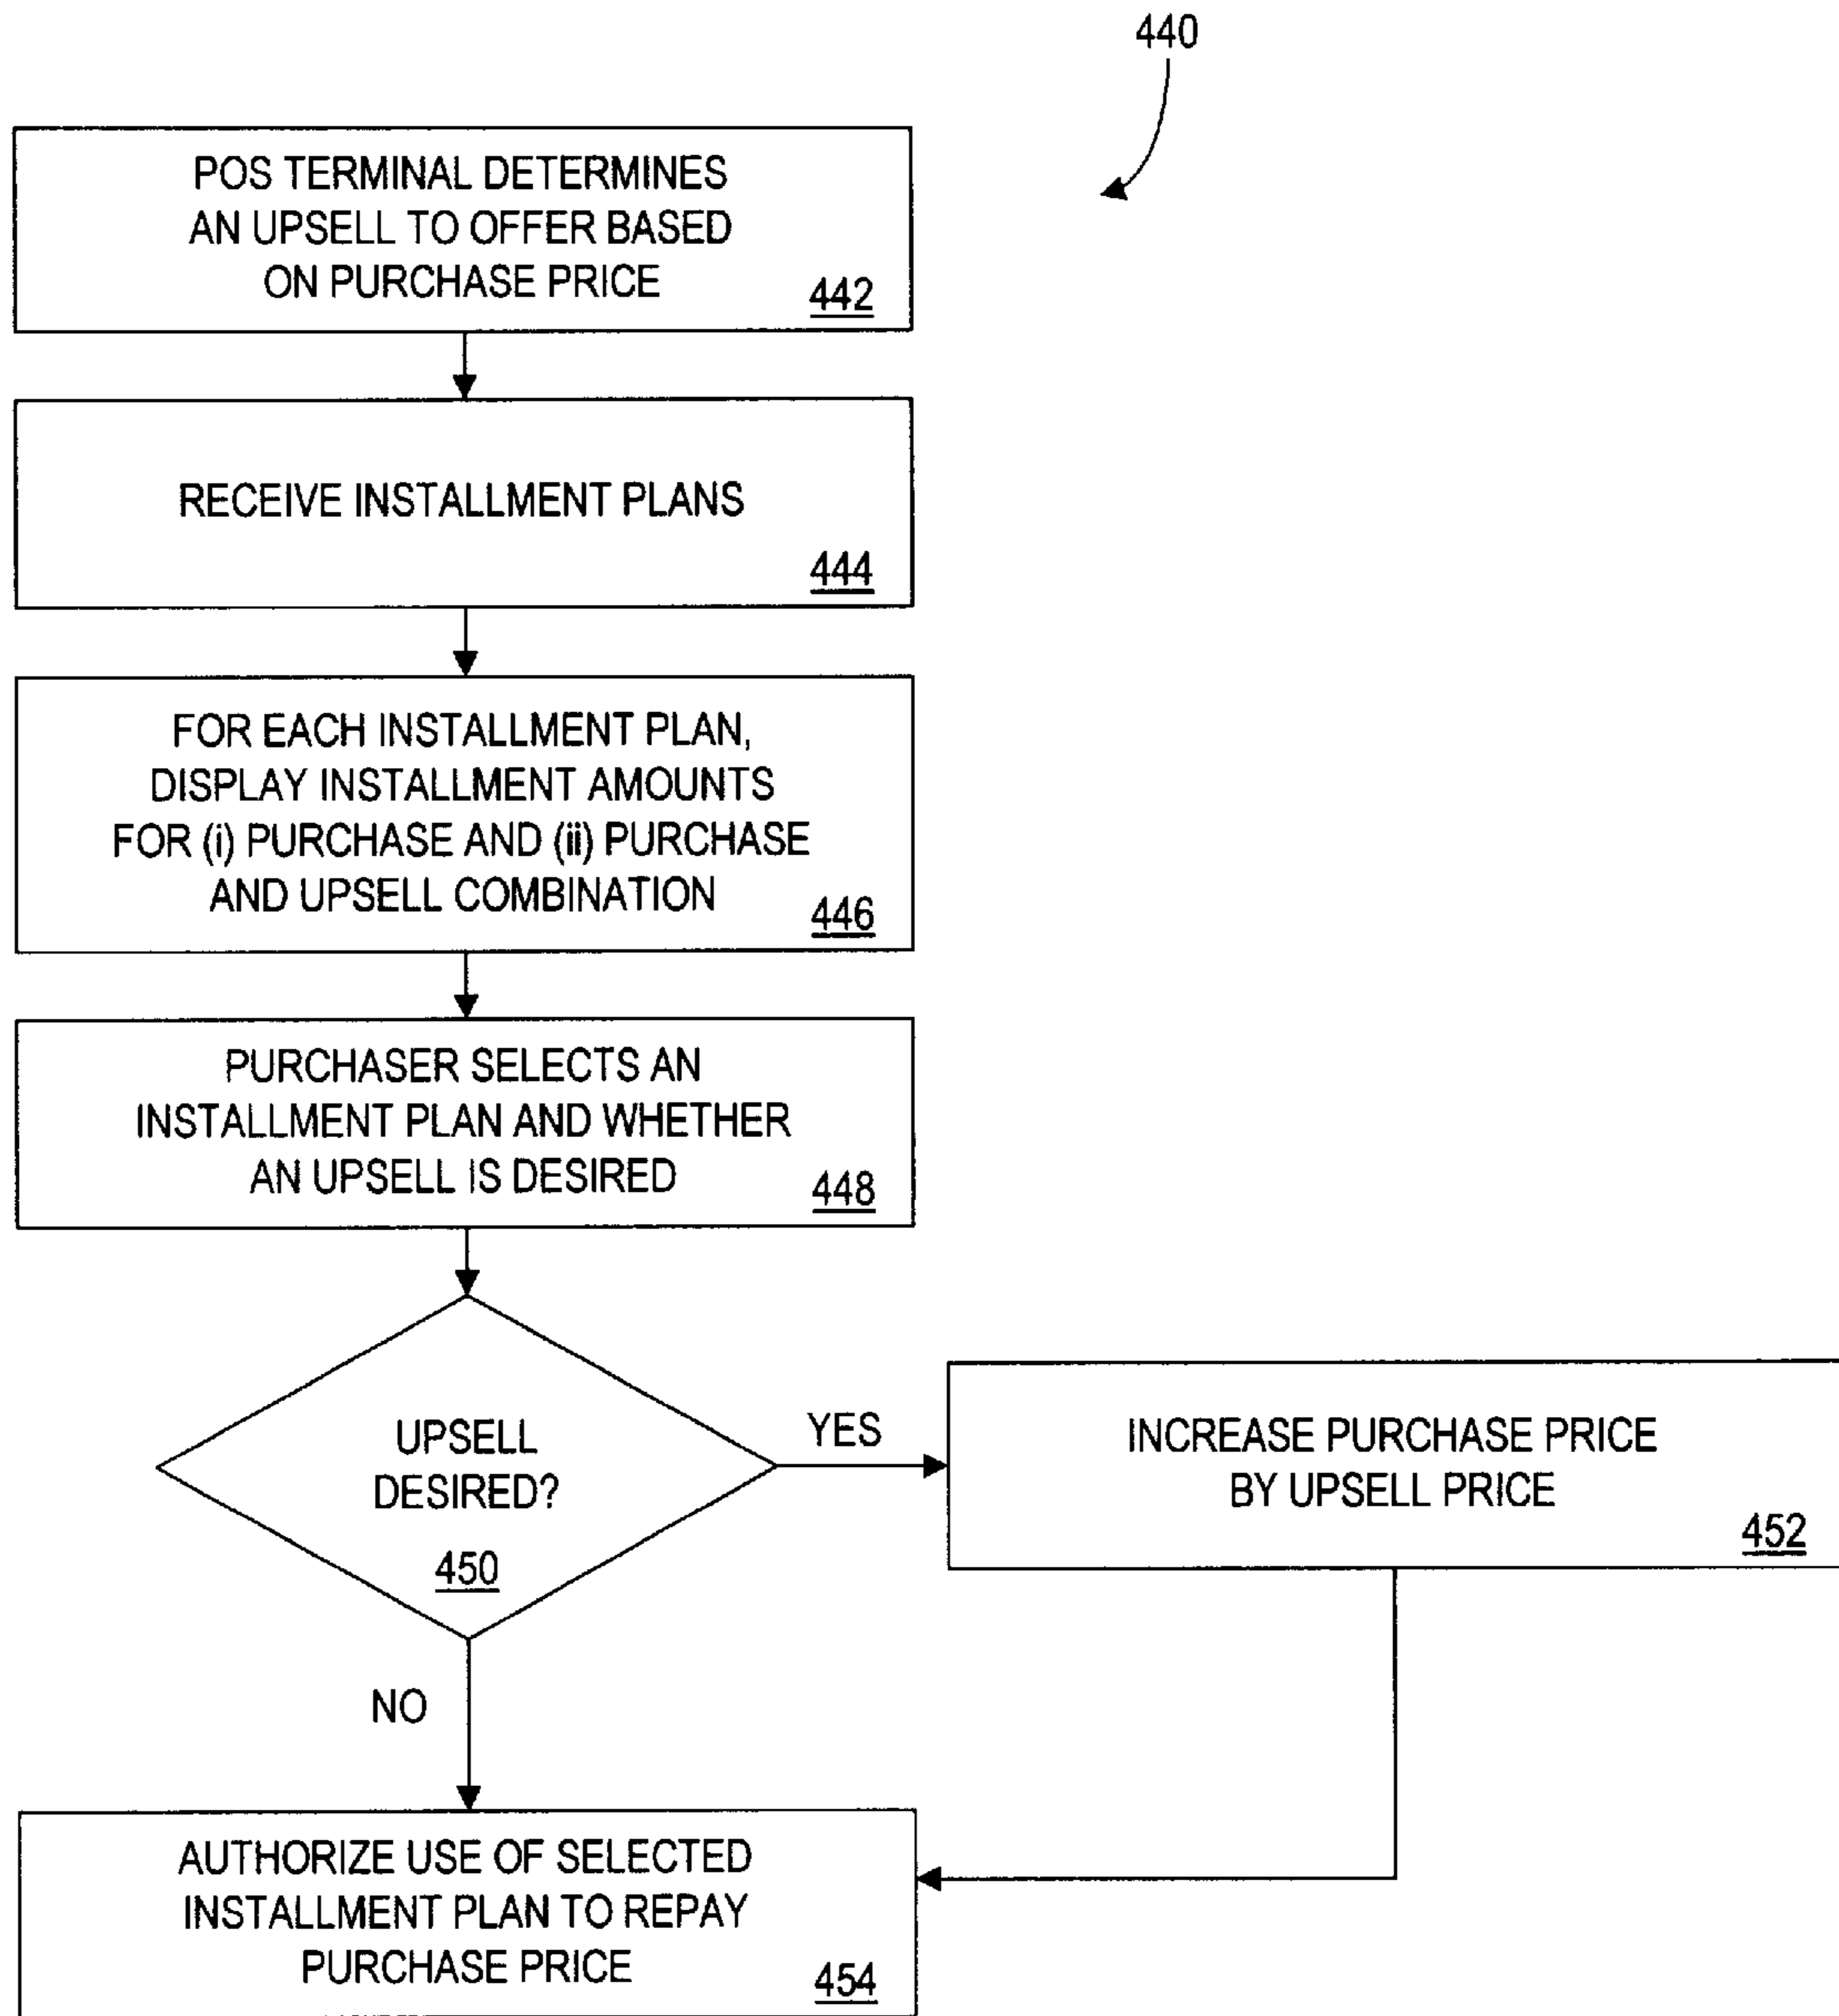 440
POS TERMINAL DETERMINES
AN UPSELL TO OFFER BASED
ON PURCHASE PRICE
442
RECEIVE INSTALLMENT PLANS
444
FOR EACH INSTALLMENT PLAN,
DISPLAY INSTALLMENT AMOUNTS
FOR (i) PURCHASE AND (ii) PURCHASE
AND UPSELL COMBINATION
446
PURCHASER SELECTS AN
INSTALLMENT PLAN AND WHETHER
AN UPSELL IS DESIRED
448
UPSELL
DESIRED?
450
YES
INCREASE PURCHASE PRICE
BY UPSELL PRICE
452
NO
AUTHORIZE USE OF SELECTED
INSTALLMENT PLAN TO REPAY
PURCHASE PRICE
454